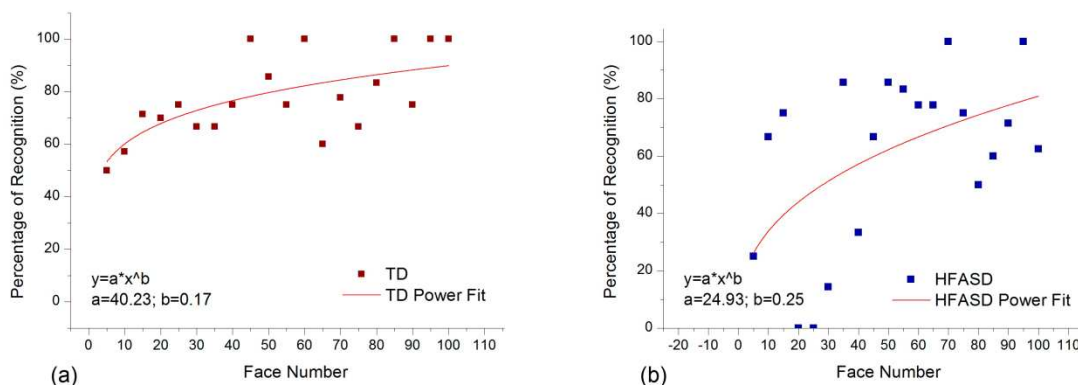 Percentage of Recognition (%)
100
80
60
40
20
0
y=a*x^b
a=40.23; b=0.17
TD
TD Power Fit
0 10 20 30 40 50 60 70 80 90 100 110
(a)
Face Number
Percentage of Recognition (%)
100
80
60
40
20
0
y=a*x^b
a=24.93; b=0.25
HFASD
HFASD Power Fit
-20 -10 0 10 20 30 40 50 60 70 80 90 100 110
(b)
Face Number